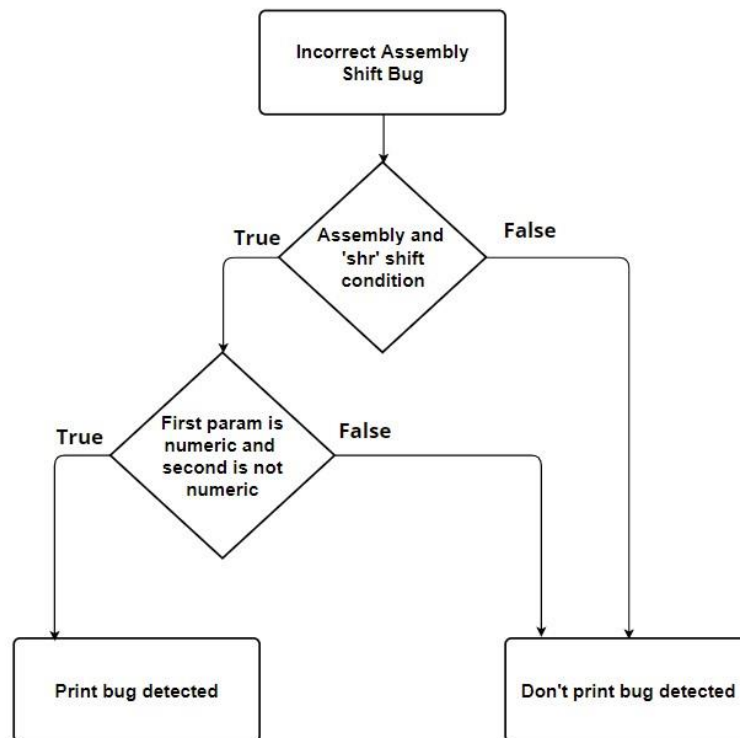 Incorrect Assembly
Shift Bug
True
False
Assembly and
'shr' shift
condition
True
False
First param is
numeric and
second is not
numeric
Print bug detected
Don't print bug detected